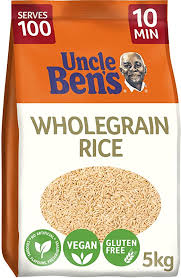 SERVES
100
10
MIN
Uncle
Ben's
WHOLEGRAIN
RICE
VEGAN
GLUTEN
FREE
5kg